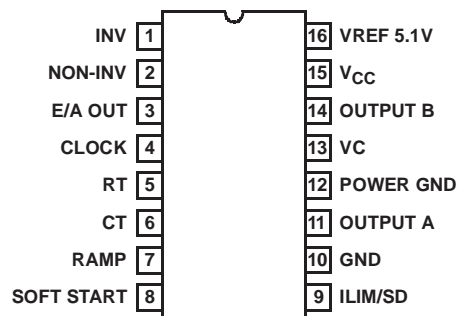 INV 1 16 VREF 5.1V
NON-INV 2 15 VCC
E/A OUT 3 14 OUTPUT B
CLOCK 4 13 VC
RT 5 12 POWER GND
CT 6 11 OUTPUT A
RAMP 7 10 GND
SOFT START 8 9 ILIM/SD